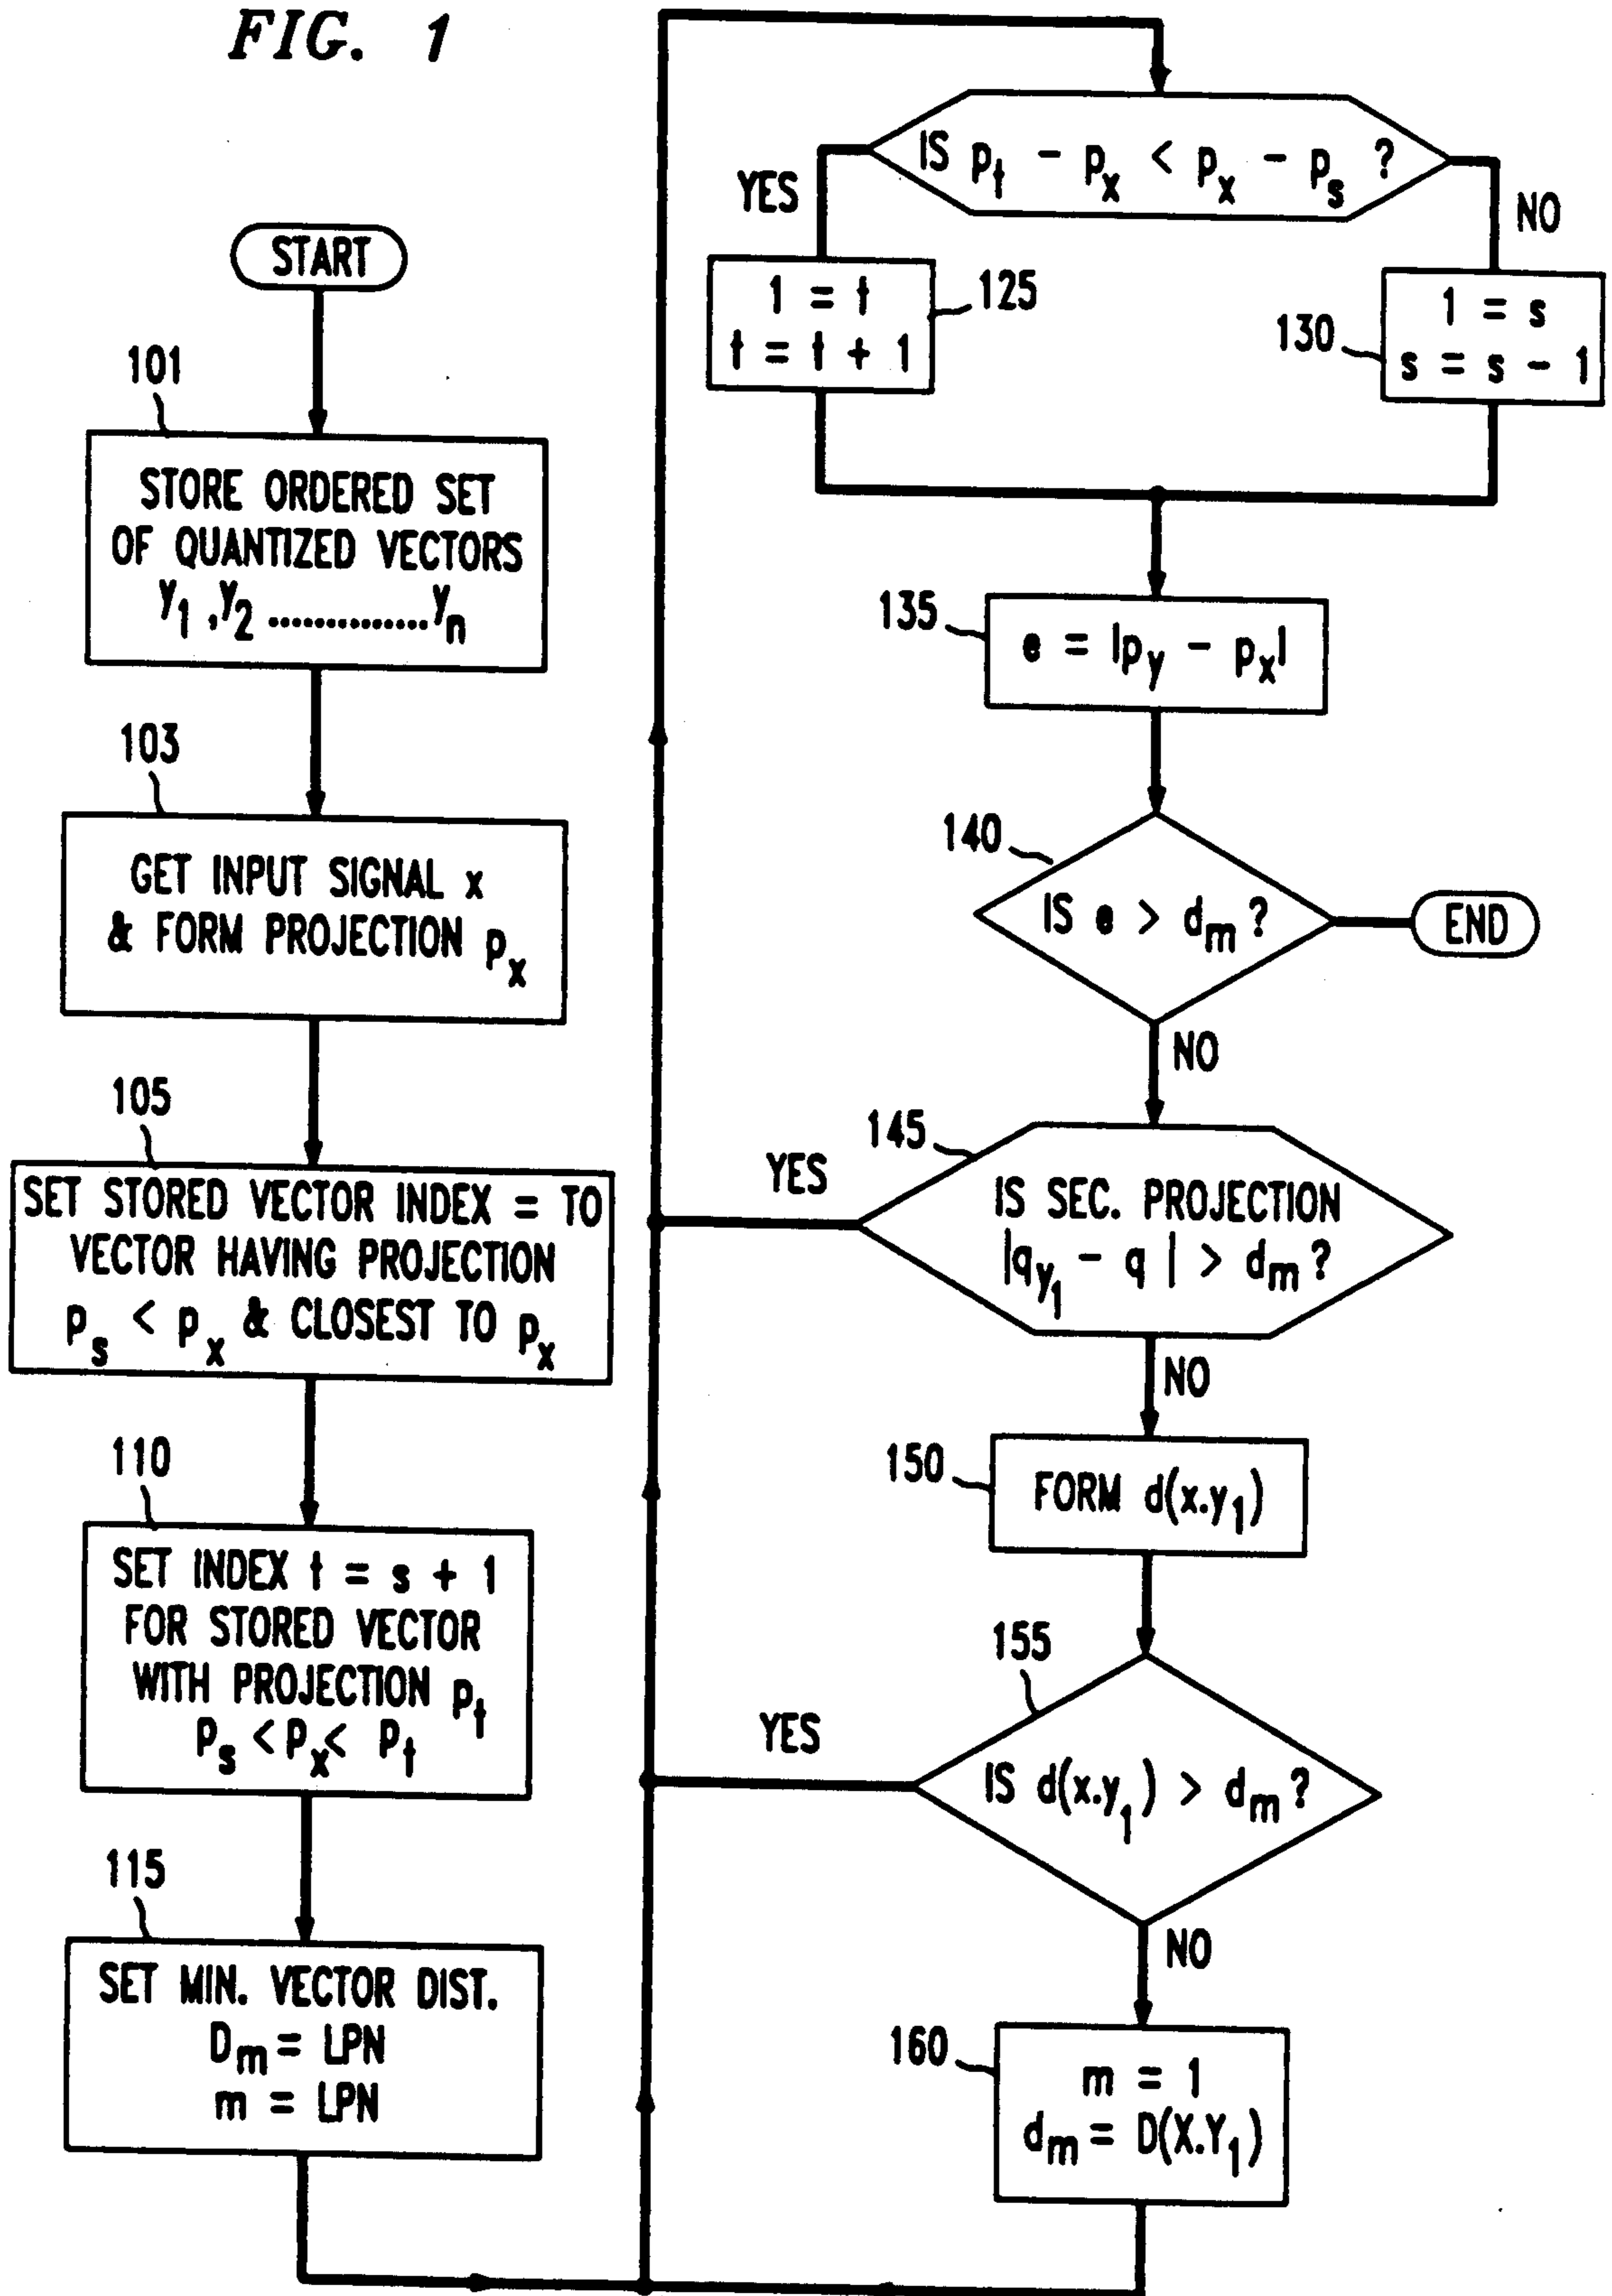 FIG. 1
START
101
STORE ORDERED SET
OF QUANTIZED VECTORS
y1 ,y2 .............. yn
103
GET INPUT SIGNAL x
& FORM PROJECTION px
105
SET STORED VECTOR INDEX = TO
VECTOR HAVING PROJECTION
ps < px & CLOSEST TO px
110
SET INDEX t = s + 1
FOR STORED VECTOR
WITH PROJECTION pt
ps < px < pt
115
SET MIN. VECTOR DIST.
Dm = LPN
m = LPN
IS pt - px < px - ps ?
YES
NO
1 = t
t = t + 1
125
130
1 = s
s = s - 1
135
e = |py - px|
140
IS e > dm ?
END
NO
145
YES
IS SEC. PROJECTION
|qy1 - q | > dm ?
NO
150
FORM d(x.y1)
155
YES
IS d(x.y1) > dm ?
NO
160
m = 1
dm = D(X.Y1)